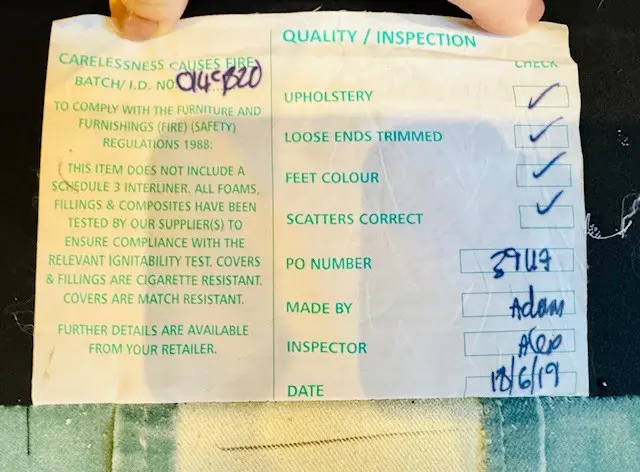 CARELESSNESS CAUSES FIRE
BATCH/ I.D. NO.
TO COMPLY WITH THE FURNITURE AND
FURNISHINGS (FIRE) (SAFETY)
REGULATIONS 1988:
THIS ITEM DOES NOT INCLUDE A
SCHEDULE 3 INTERLINER. ALL FOAMS,
FILLINGS & COMPOSITES HAVE BEEN
TESTED BY OUR SUPPLIER(S) TO
ENSURE COMPLIANCE WITH THE
RELEVANT IGNITABILITY TEST. COVERS
& FILLINGS ARE CIGARETTE RESISTANT.
COVERS ARE MATCH RESISTANT.
FURTHER DETAILS ARE AVAILABLE
FROM YOUR RETAILER.
QUALITY / INSPECTION
CHECK
UPHOLSTERY ✓
LOOSE ENDS TRIMMED ✓
FEET COLOUR ✓
SCATTERS CORRECT ✓
PO NUMBER
MADE BY Adam
INSPECTOR
DATE 18/6/19